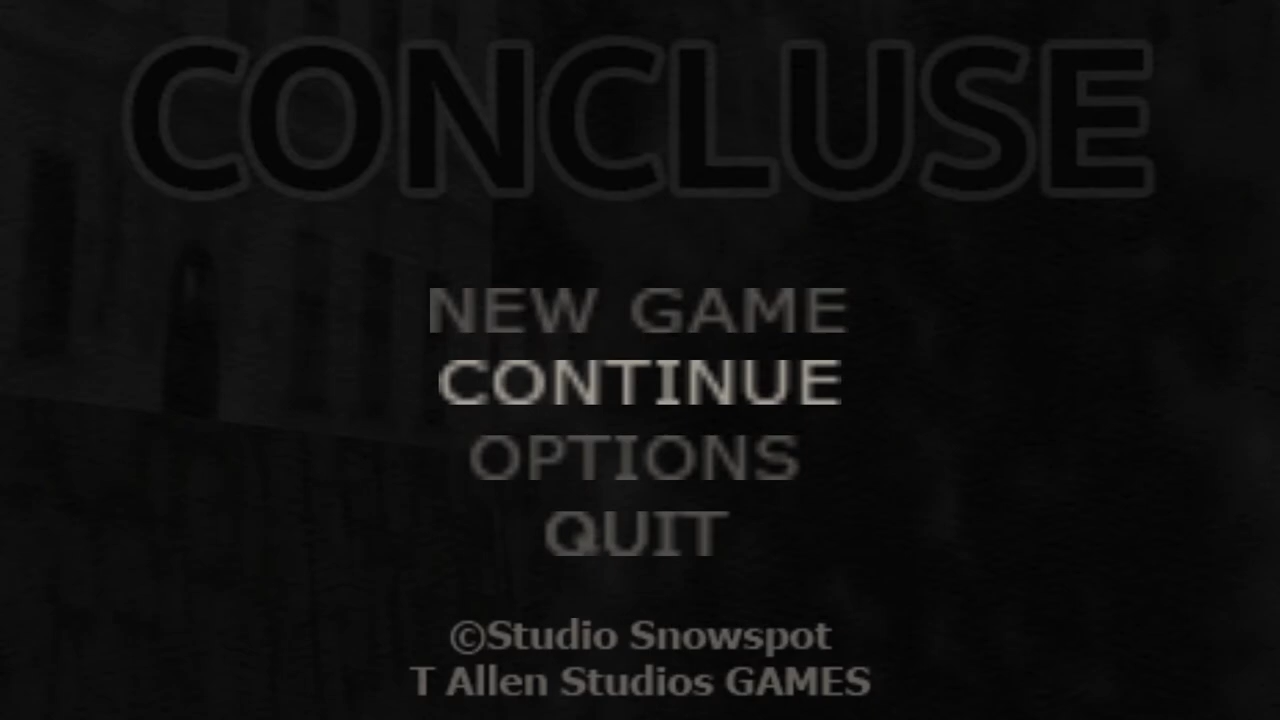 CONCLUSE
NEW GAME
CONTINUE
OPTIONS
QUIT
©Studio Snowspot
T Allen Studios GAMES